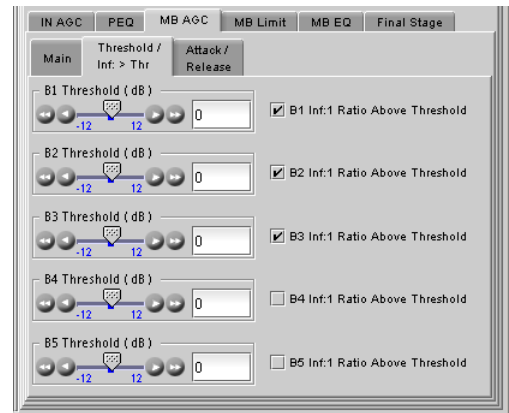 IN AGC PEQ MB AGC MB Limit MB EQ Final Stage
Main Threshold / Inf: > Thr Attack / Release
B1 Threshold ( dB )
-12 12 0 B1 Inf:1 Ratio Above Threshold
B2 Threshold ( dB )
-12 12 0 B2 Inf:1 Ratio Above Threshold
B3 Threshold ( dB )
-12 12 0 B3 Inf:1 Ratio Above Threshold
B4 Threshold ( dB )
-12 12 0 B4 Inf:1 Ratio Above Threshold
B5 Threshold ( dB )
-12 12 0 B5 Inf:1 Ratio Above Threshold